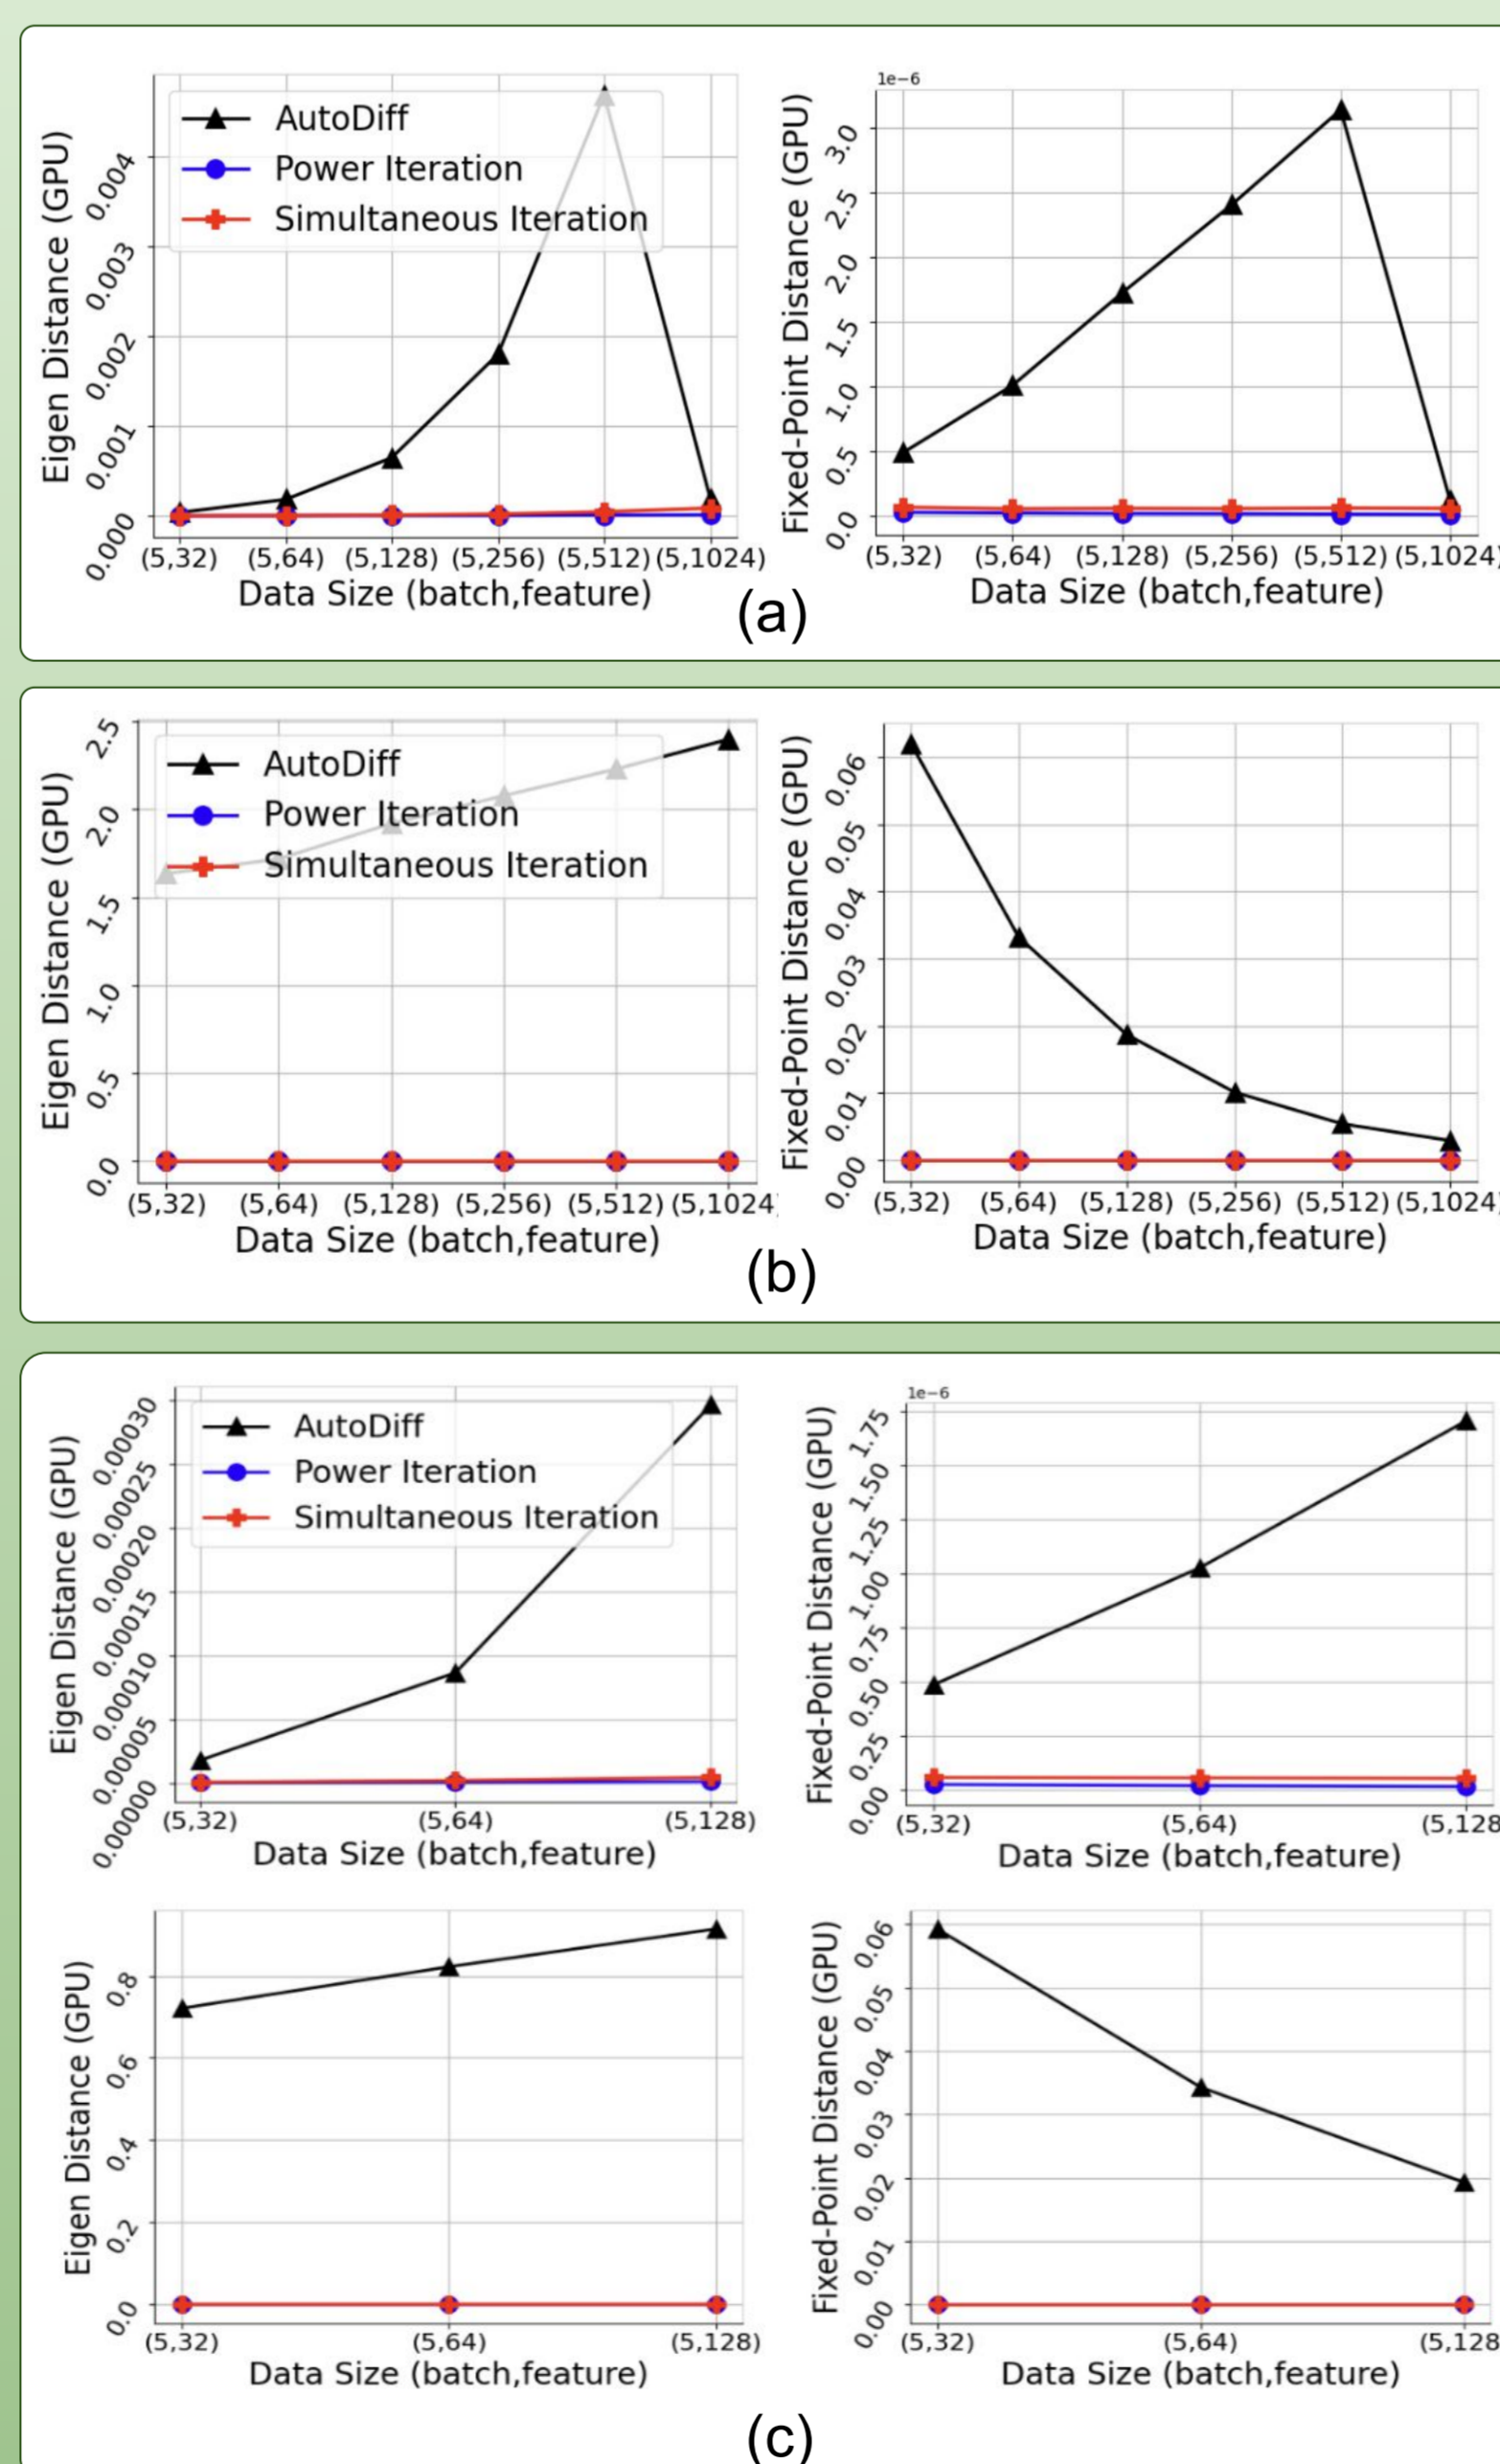 AutoDiff
Power Iteration
Simultaneous Iteration
Eigen Distance (GPU)
0.004
0.003
0.002
0.001
0.000
(5,32) (5,64) (5,128) (5,256) (5,512) (5,1024)
Data Size (batch,feature)
1e−6
Fixed-Point Distance (GPU)
3.0
2.5
2.0
1.5
1.0
0.5
0.0
(5,32) (5,64) (5,128) (5,256) (5,512) (5,1024)
Data Size (batch,feature)
(a)
AutoDiff
Power Iteration
Simultaneous Iteration
Eigen Distance (GPU)
2.5
2.0
1.5
1.0
0.5
0.0
(5,32) (5,64) (5,128) (5,256) (5,512) (5,1024)
Data Size (batch,feature)
Fixed-Point Distance (GPU)
0.06
0.05
0.04
0.03
0.02
0.01
0.00
(5,32) (5,64) (5,128) (5,256) (5,512) (5,1024)
Data Size (batch,feature)
(b)
AutoDiff
Power Iteration
Simultaneous Iteration
Eigen Distance (GPU)
0.00030
0.00025
0.00020
0.00015
0.00010
0.00005
0.00000
(5,32) (5,64) (5,128)
Data Size (batch,feature)
1e−6
Fixed-Point Distance (GPU)
1.75
1.50
1.25
1.00
0.75
0.50
0.25
0.00
(5,32) (5,64) (5,128
Data Size (batch,feature)
Eigen Distance (GPU)
0.8
0.6
0.4
0.2
0.0
(5,32) (5,64) (5,128)
Data Size (batch,feature)
Fixed-Point Distance (GPU)
0.06
0.05
0.04
0.03
0.02
0.01
0.00
(5,32) (5,64) (5,128
Data Size (batch,feature)
(c)